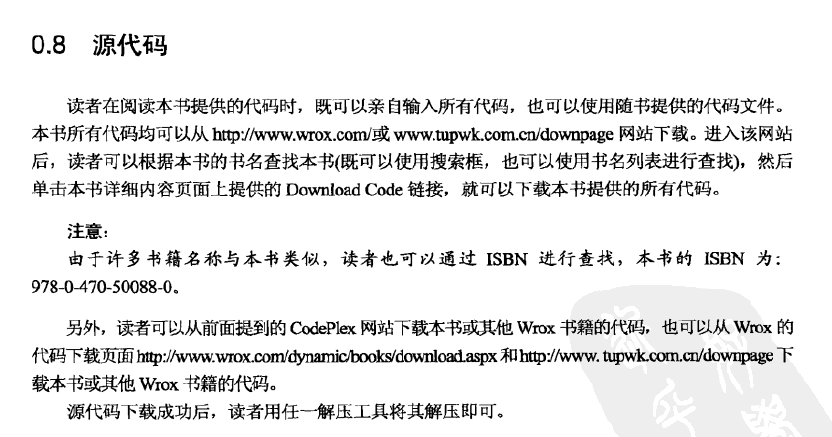 0.8 源代码
读者在阅读本书提供的代码时，既可以亲自输入所有代码，也可以使用随书提供的代码文件。
本书所有代码均可以从 http://www.wrox.com/或 www.tupwk.com.cn/downpage 网站下载。进入该网站
后，读者可以根据本书的书名查找本书(既可以使用搜索框，也可以使用书名列表进行查找)，然后
单击本书详细内容页面上提供的 Download Code 链接，就可以下载本书提供的所有代码。
注意：
由于许多书籍名称与本书类似，读者也可以通过 ISBN 进行查找，本书的 ISBN 为：
978-0-470-50088-0。
另外，读者可以从前面提到的 CodePlex 网站下载本书或其他 Wrox 书籍的代码，也可以从 Wrox 的
代码下载页面 http://www.wrox.com/dynamic/books/download.aspx 和 http://www. tupwk.com.cn/downpage 下
载本书或其他 Wrox 书籍的代码。
源代码下载成功后，读者用任一解压工具将其解压即可。